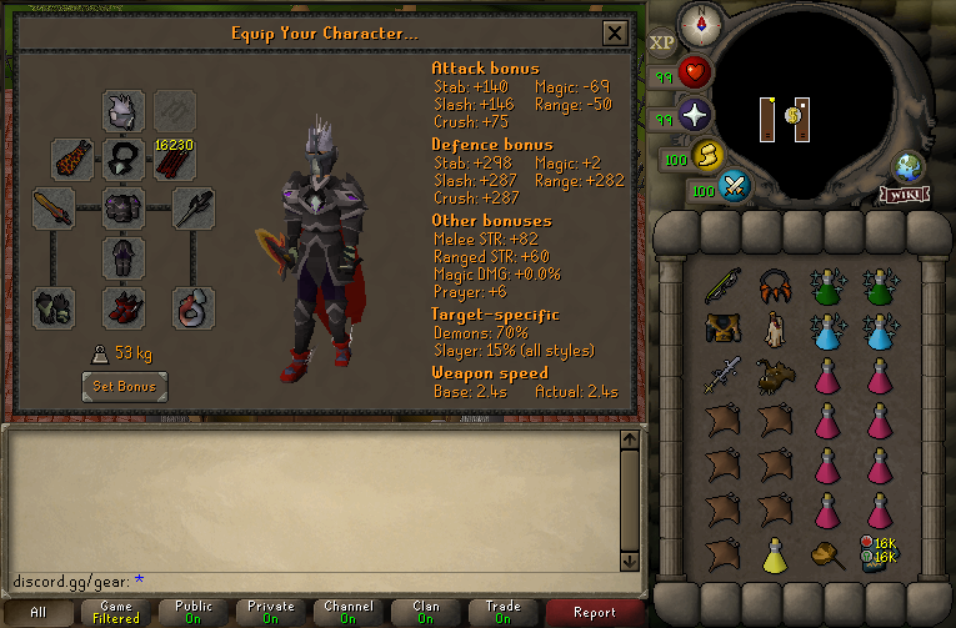 Equip Your Character...
16230
53 kg
Set Bonus
Attack bonus
Stab: +140 Magic: -69
Slash: +146 Range: -50
Crush: +75
Defence bonus
Stab: +298 Magic: +2
Slash: +287 Range: +282
Crush: +287
Other bonuses
Melee STR: +82
Ranged STR: +60
Magic DMG: +0.0%
Prayer: +6
Target-specific
Demons: 70%
Slayer: 15% (all styles)
Weapon speed
Base: 2.4s Actual: 2.4s
N
XP
99
99
100
100
WIKI
16K
16K
discord.gg/gear: *
All
Game
Filtered
Public
On
Private
On
Channel
On
Clan
On
Trade
On
Report